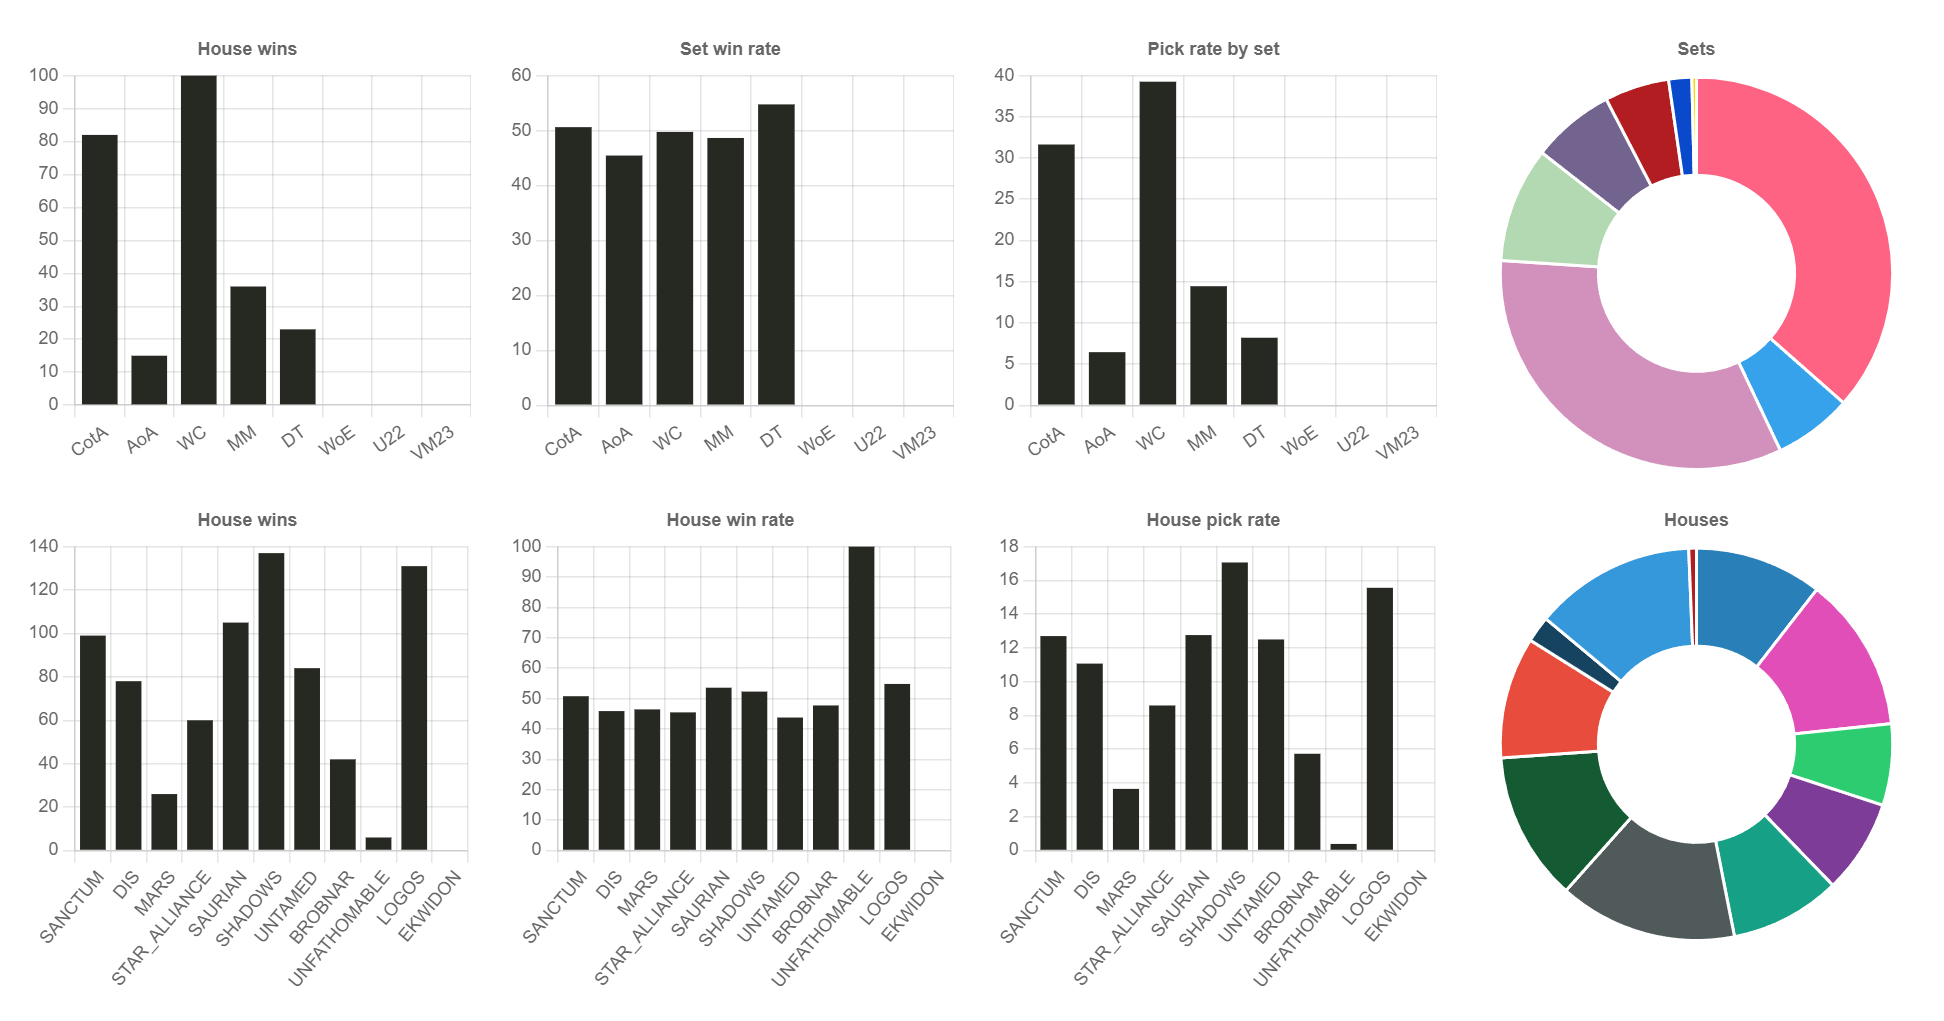 House wins
100
90
80
70
60
50
40
30
20
10
0
CotA
AoA
WC
MM
DT
WoE
U22
VM23
Set win rate
60
50
40
30
20
10
0
CotA
AoA
WC
MM
DT
WoE
U22
VM23
Pick rate by set
40
35
30
25
20
15
10
5
0
CotA
AoA
WC
MM
DT
WoE
U22
VM23
Sets
House wins
140
120
100
80
60
40
20
0
SANCTUM
DIS
MARS
STAR_ALLIANCE
SAURIAN
SHADOWS
UNTAMED
BROBNAR
UNFATHOMABLE
LOGOS
EKWIDON
House win rate
100
90
80
70
60
50
40
30
20
10
0
SANCTUM
DIS
MARS
STAR_ALLIANCE
SAURIAN
SHADOWS
UNTAMED
BROBNAR
UNFATHOMABLE
LOGOS
EKWIDON
House pick rate
18
16
14
12
10
8
6
4
2
0
SANCTUM
DIS
MARS
STAR_ALLIANCE
SAURIAN
SHADOWS
UNTAMED
BROBNAR
UNFATHOMABLE
LOGOS
EKWIDON
Houses